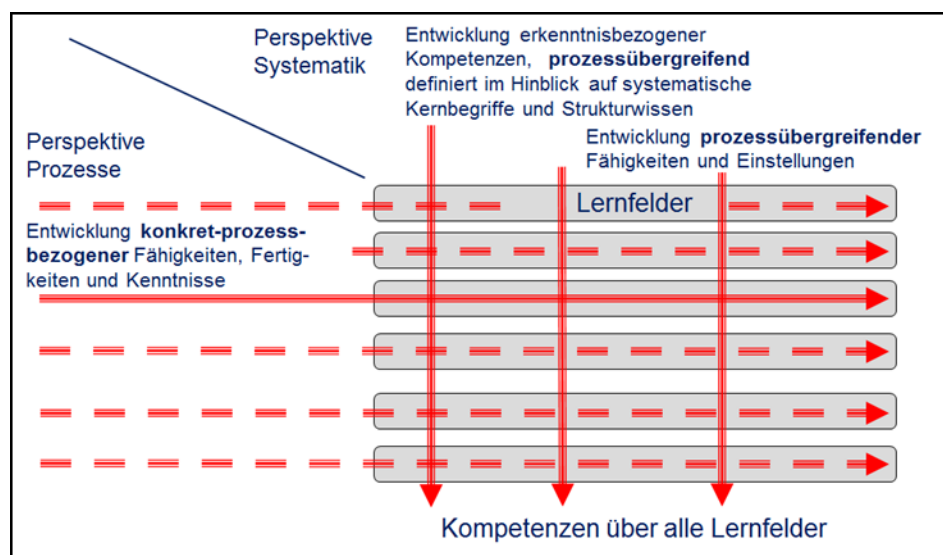 Perspektive
Systematik
Entwicklung erkenntnisbezogener
Kompetenzen, prozessübergreifend
definiert im Hinblick auf systematische
Kernbegriffe und Strukturwissen
Perspektive
Prozesse
Entwicklung prozessübergreifender
Fähigkeiten und Einstellungen
Lernfelder
Entwicklung konkret-prozess-
bezogener Fähigkeiten, Fertig-
keiten und Kenntnisse
Kompetenzen über alle Lernfelder